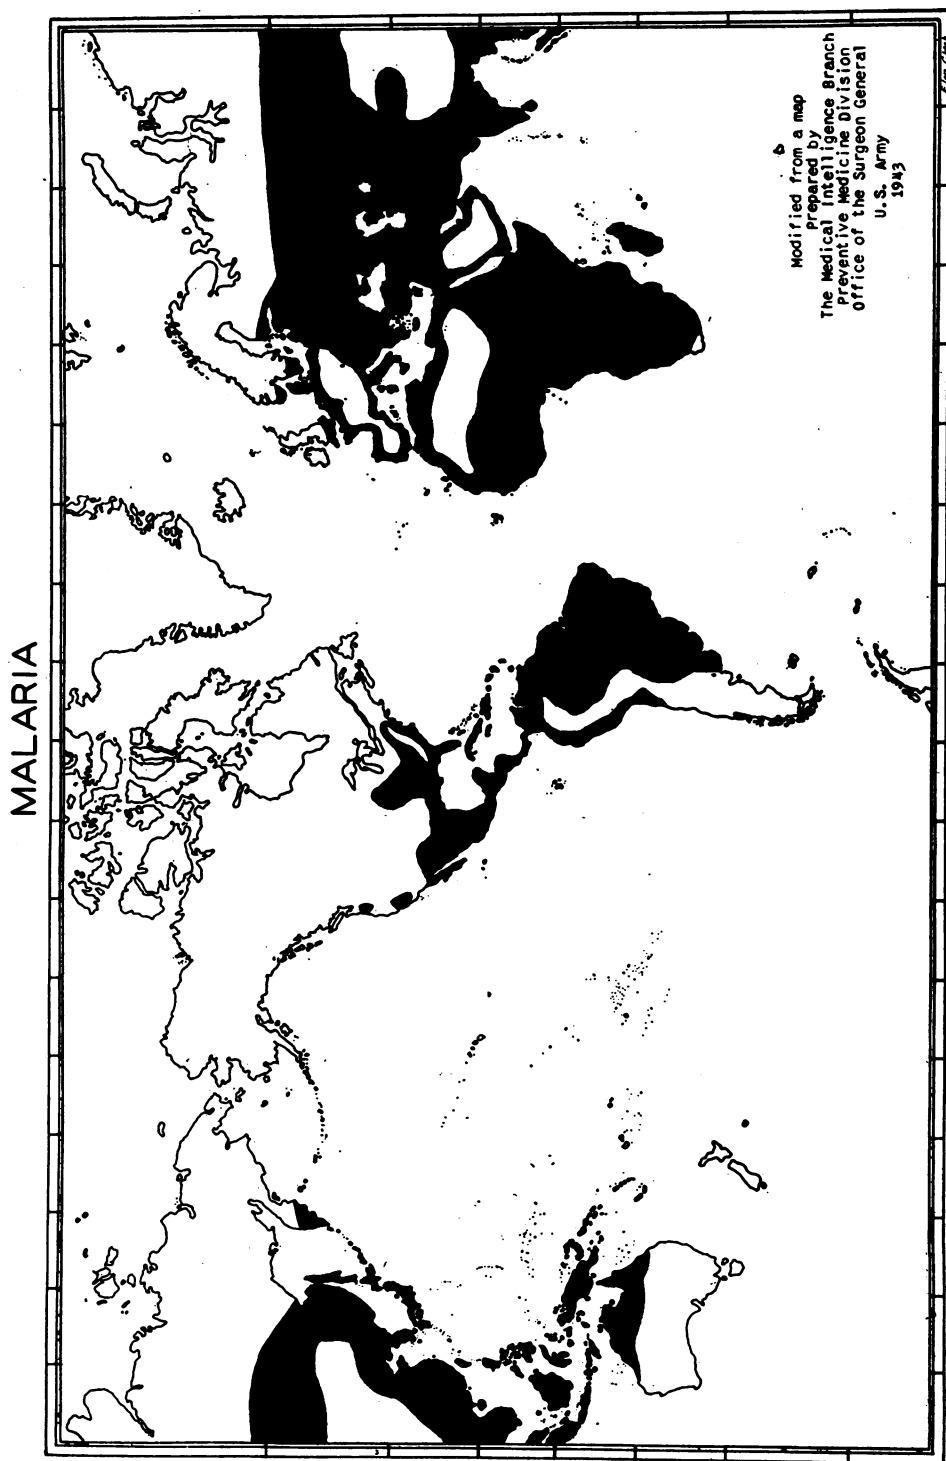 MALARIA
Modified from a map
Prepared by
The Medical Intelligence Branch
Preventive Medicine Division
Office of the Surgeon General
U.S. Army
1943